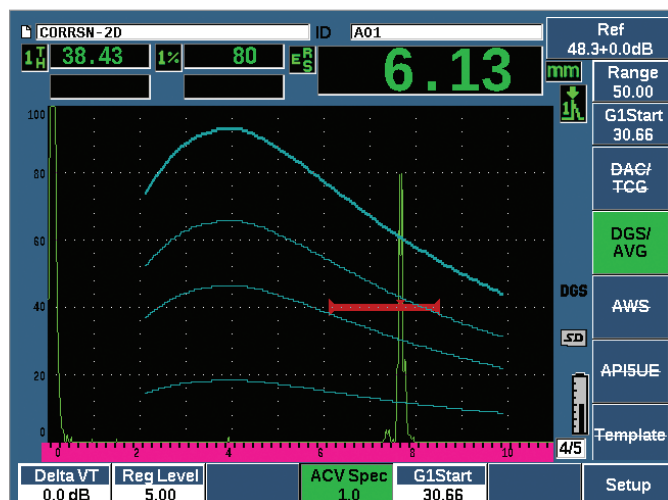 CORRSN-2D ID A01
Ref
48.3+0.0dB
1 TH 38.43 1% 80 ERS 6.13 mm
Range
50.00
G1Start
30.66
DAC/
TCG
DGS/
AVG
AWS
API5UE
Template
Setup
100
80
60
40
20
0
0 2 4 6 8 10
DGS
SD
4/5
Delta VT
0.0 dB
Reg Level
5.00
ACV Spec
1.0
G1Start
30.66